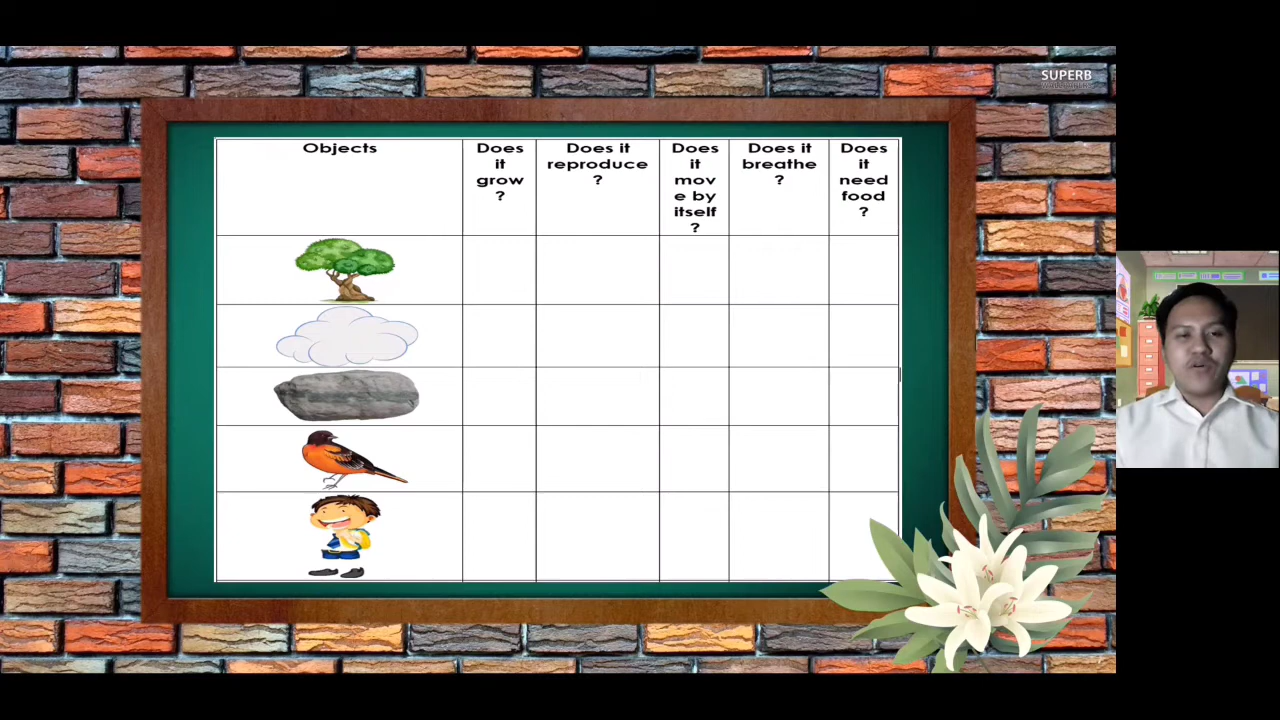 SUPERB
Objects
Does
it
grow
?
Does it
reproduce
?
Does
it
mov
e by
itself
?
Does it
breathe
?
Does
it
need
food
?